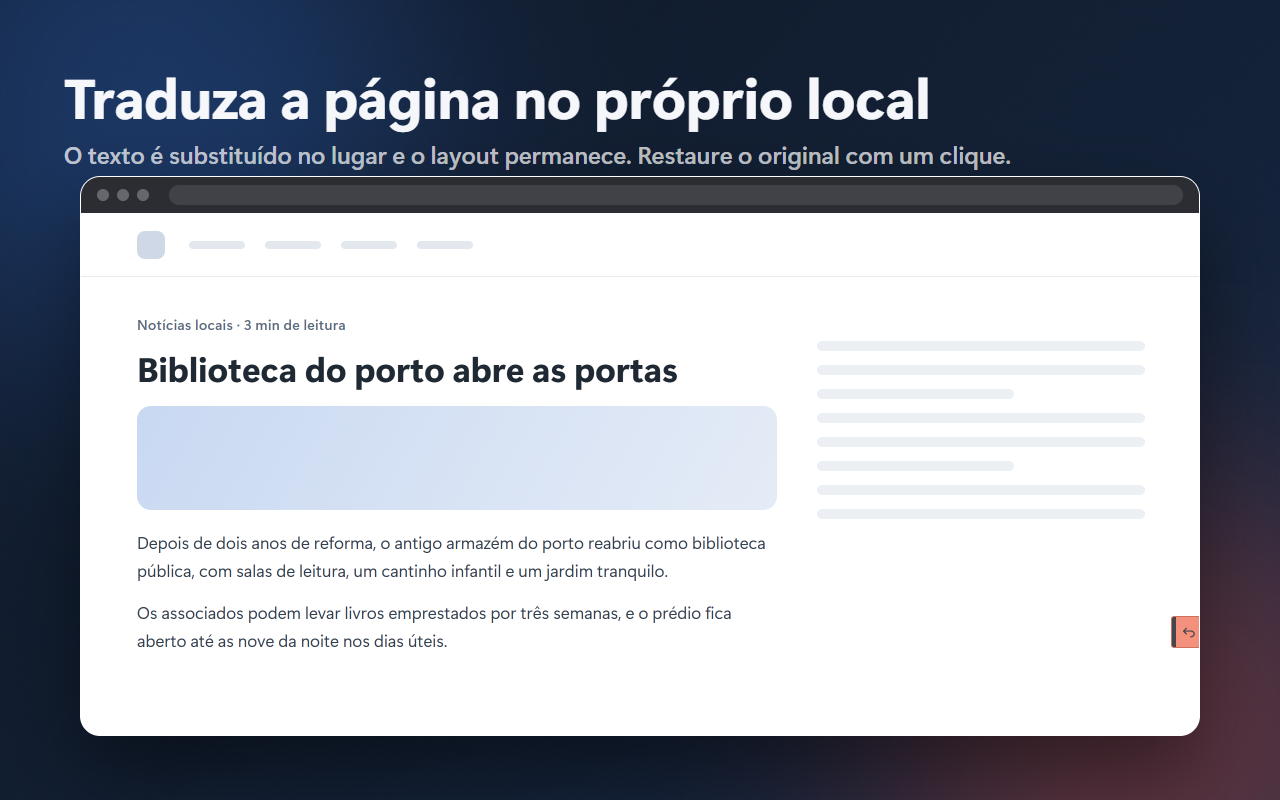 Traduza a página no próprio local
O texto é substituído no lugar e o layout permanece. Restaure o original com um clique.
Notícias locais · 3 min de leitura
Biblioteca do porto abre as portas
Depois de dois anos de reforma, o antigo armazém do porto reabriu como biblioteca
pública, com salas de leitura, um cantinho infantil e um jardim tranquilo.
Os associados podem levar livros emprestados por três semanas, e o prédio fica
aberto até as nove da noite nos dias úteis.